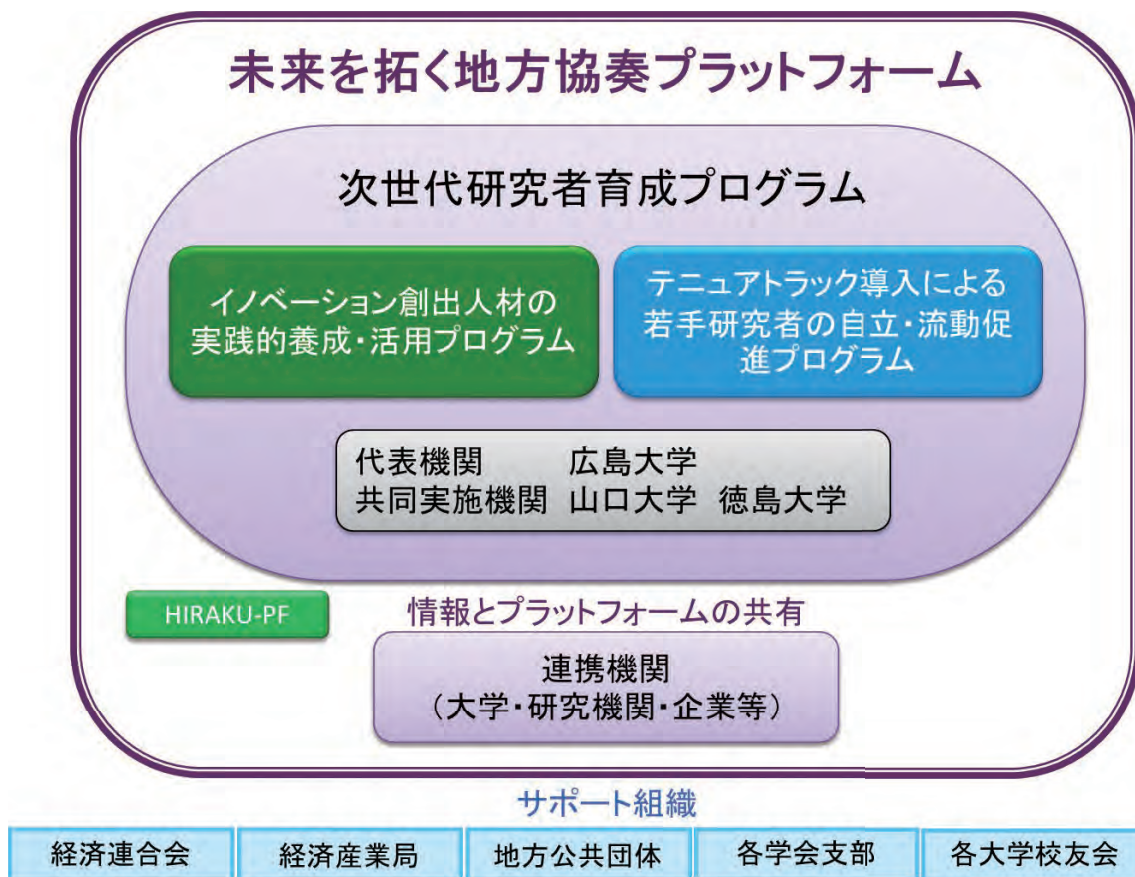 未来を拓く地方協奏プラットフォーム
次世代研究者育成プログラム
イノベーション創出人材の
実践的養成・活用プログラム
テニュアトラック導入による
若手研究者の自立・流動促
進プログラム
代表機関 広島大学
共同実施機関 山口大学 徳島大学
HIRAKU-PF
情報とプラットフォームの共有
連携機関
（大学・研究機関・企業等）
サポート組織
経済連合会
経済産業局
地方公共団体
各学会支部
各大学校友会